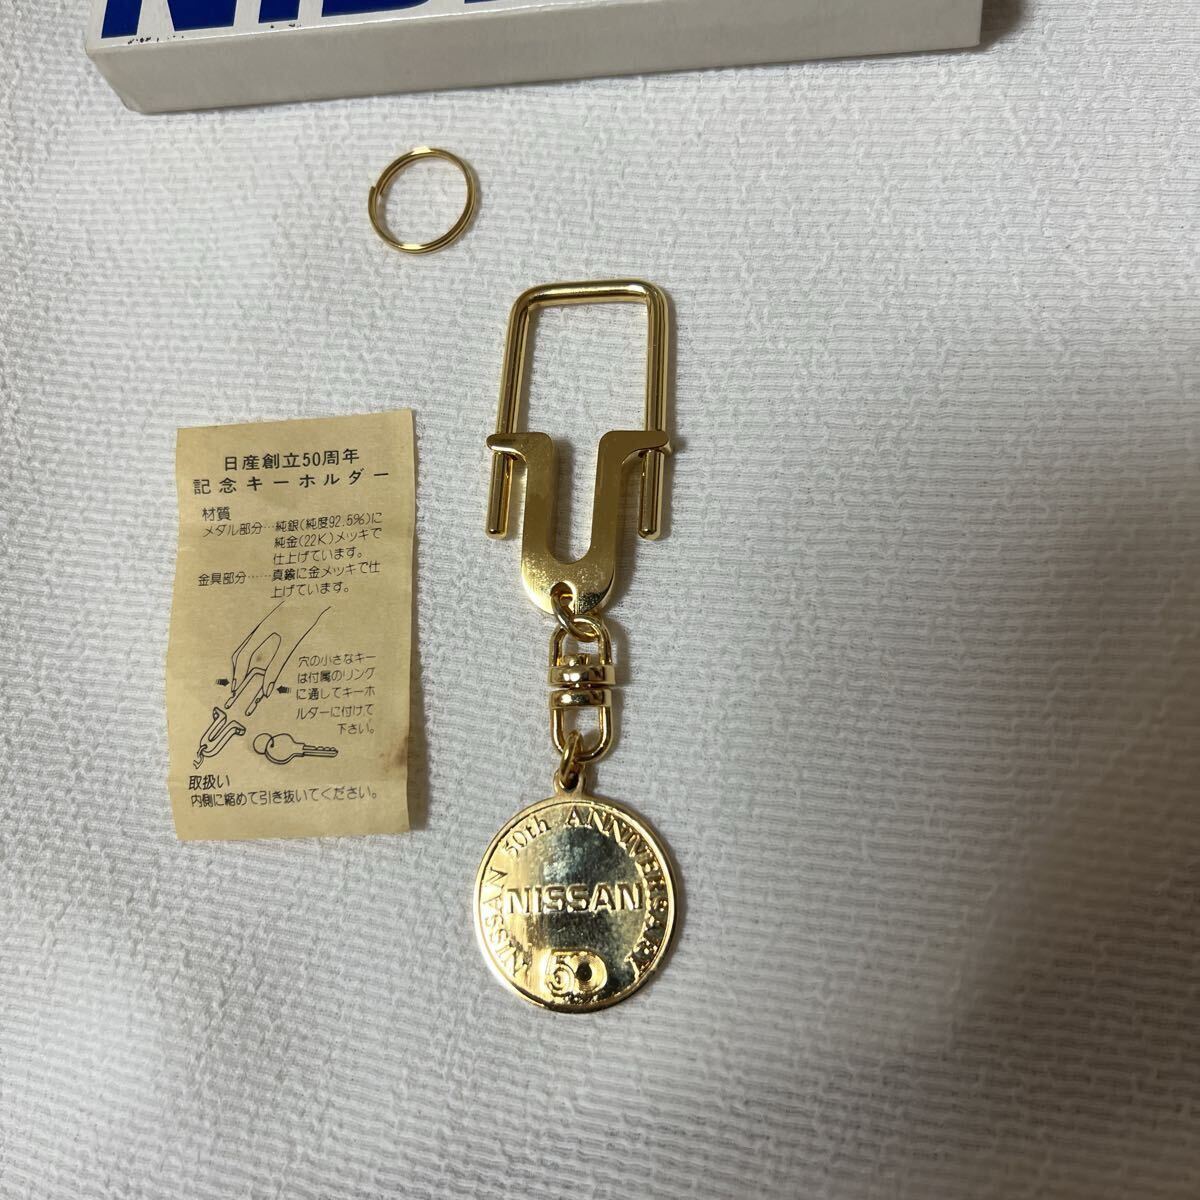 日産創立50周年
記念キーホルダー
材質
メダル部分…純銀(純度92.5%)に
純金(22K)メッキで
仕上げています。
金具部分……真鍮に金メッキで仕
上げています。
穴の小さなキー
は付属のリング
に通してキーホ
ルダーに付けて
下さい。
取扱い
内側に縮めて引き抜いてください。
NISSAN 50th ANNIVERSARY
NISSAN
50